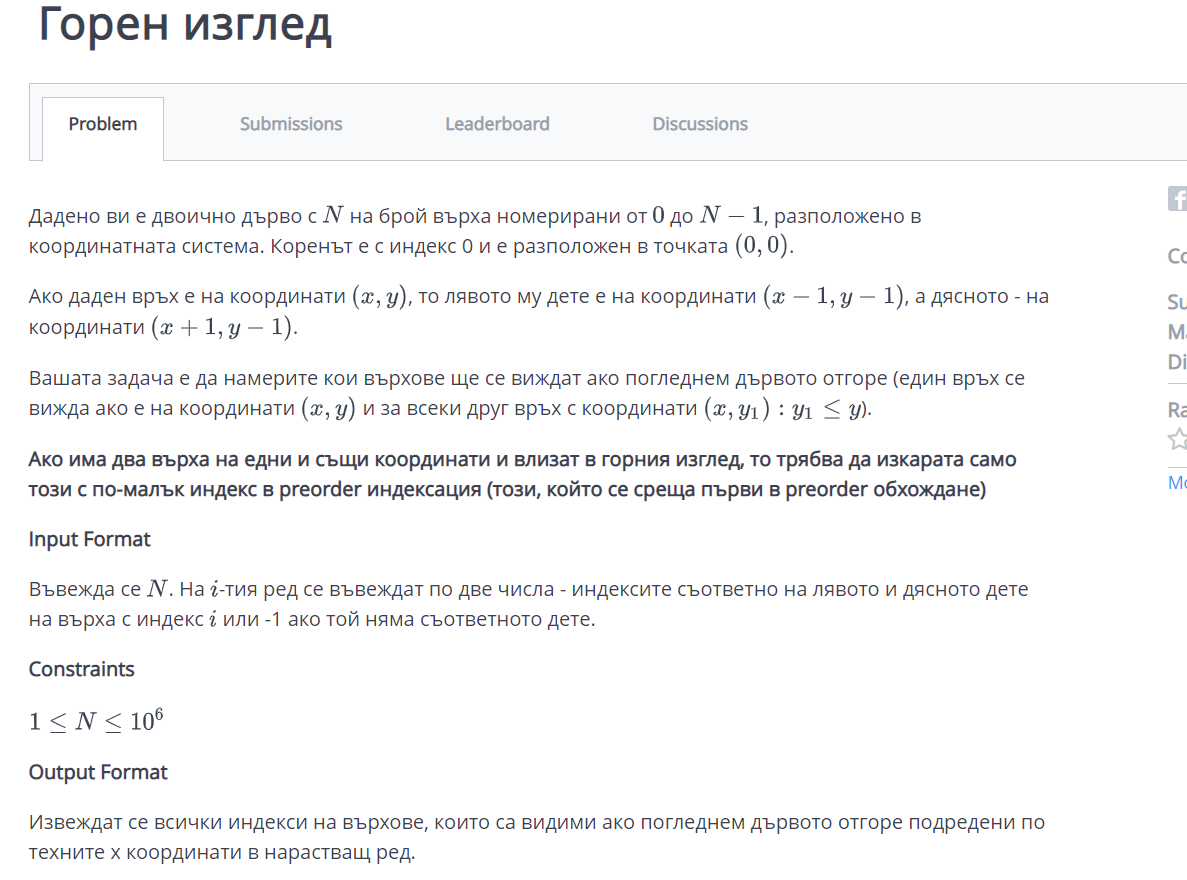 Горен изглед
Problem
Submissions
Leaderboard
Discussions
Дадено ви е двоично дърво с N на брой върха номерирани от 0 до N − 1, разположено в
координатната система. Коренът е с индекс 0 и е разположен в точката (0, 0).
Ако даден връх е на координати (x, y), то лявото му дете е на координати (x − 1, y − 1), а дясното - на
координати (x + 1, y − 1).
Вашата задача е да намерите кои върхове ще се виждат ако погледнем дървото отгоре (един връх се
вижда ако е на координати (x, y) и за всеки друг връх с координати (x, y₁) : y₁ ≤ y).
Ако има два върха на едни и същи координати и влизат в горния изглед, то трябва да изкарата само
този с по-малък индекс в preorder индексация (този, който се среща първи в preorder обхождане)
Input Format
Въвежда се N. На i-тия ред се въвеждат по две числа - индексите съответно на лявото и дясното дете
на върха с индекс i или -1 ако той няма съответното дете.
Constraints
1 ≤ N ≤ 10⁶
Output Format
Извеждат се всички индекси на върхове, които са видими ако погледнем дървото отгоре подредени по
техните x координати в нарастващ ред.